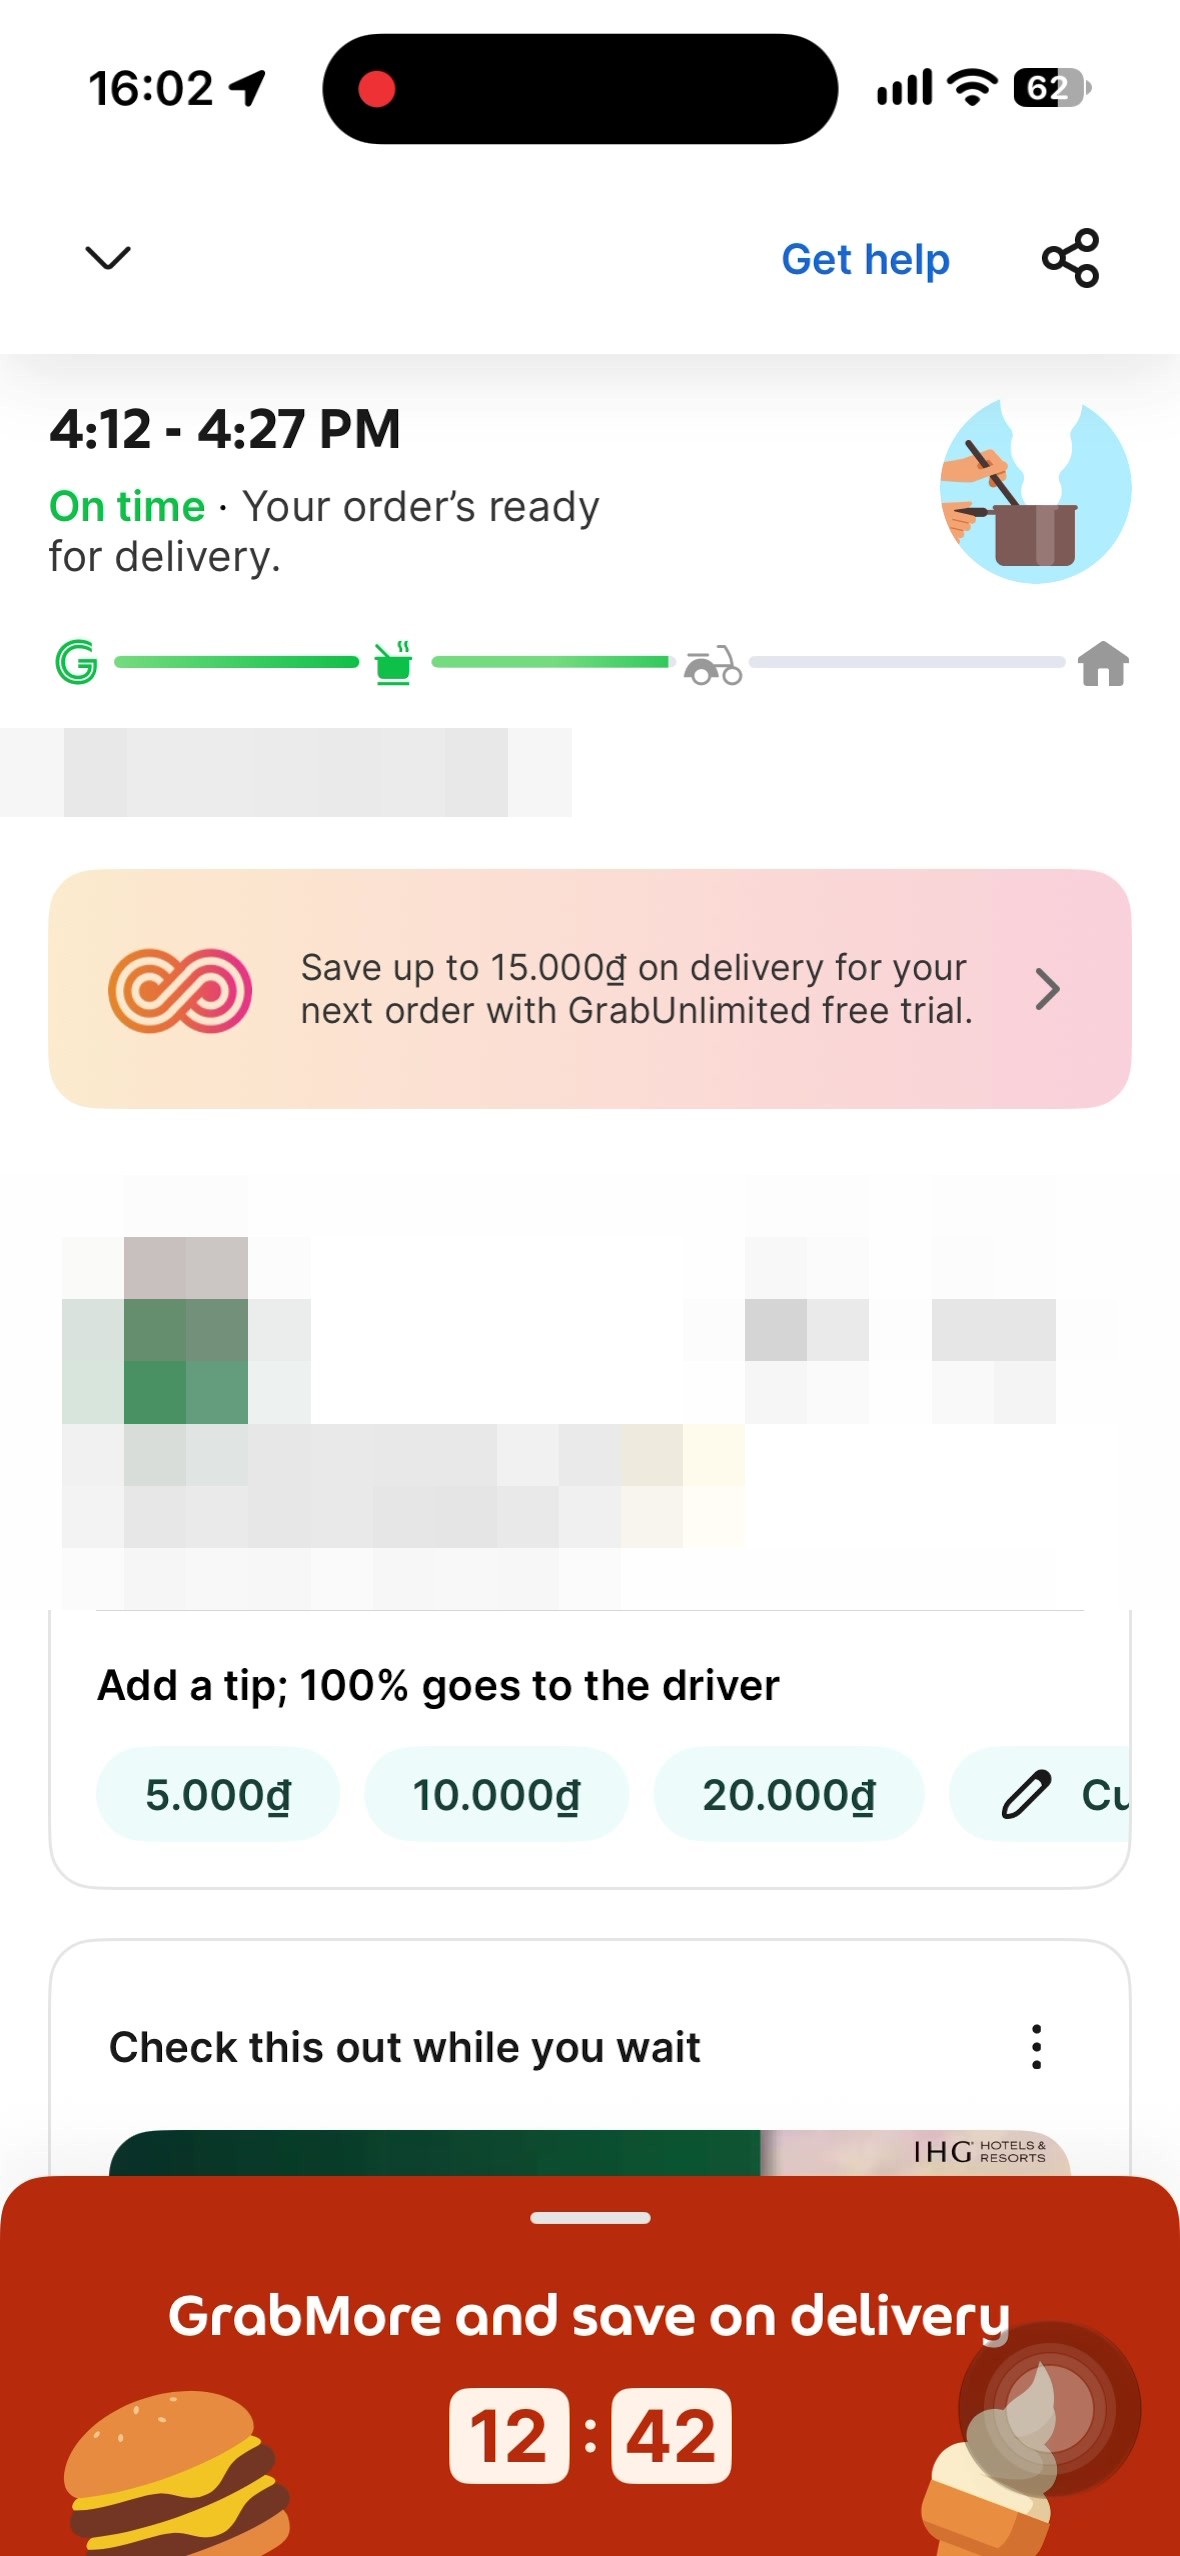 16:02
62
Get help
4:12 - 4:27 PM
On time · Your order’s ready
for delivery.
Save up to 15.000₫ on delivery for your
next order with GrabUnlimited free trial.
Add a tip; 100% goes to the driver
5.000₫ 10.000₫ 20.000₫ Cu
Check this out while you wait
IHG HOTELS &
RESORTS
GrabMore and save on delivery
12 : 42